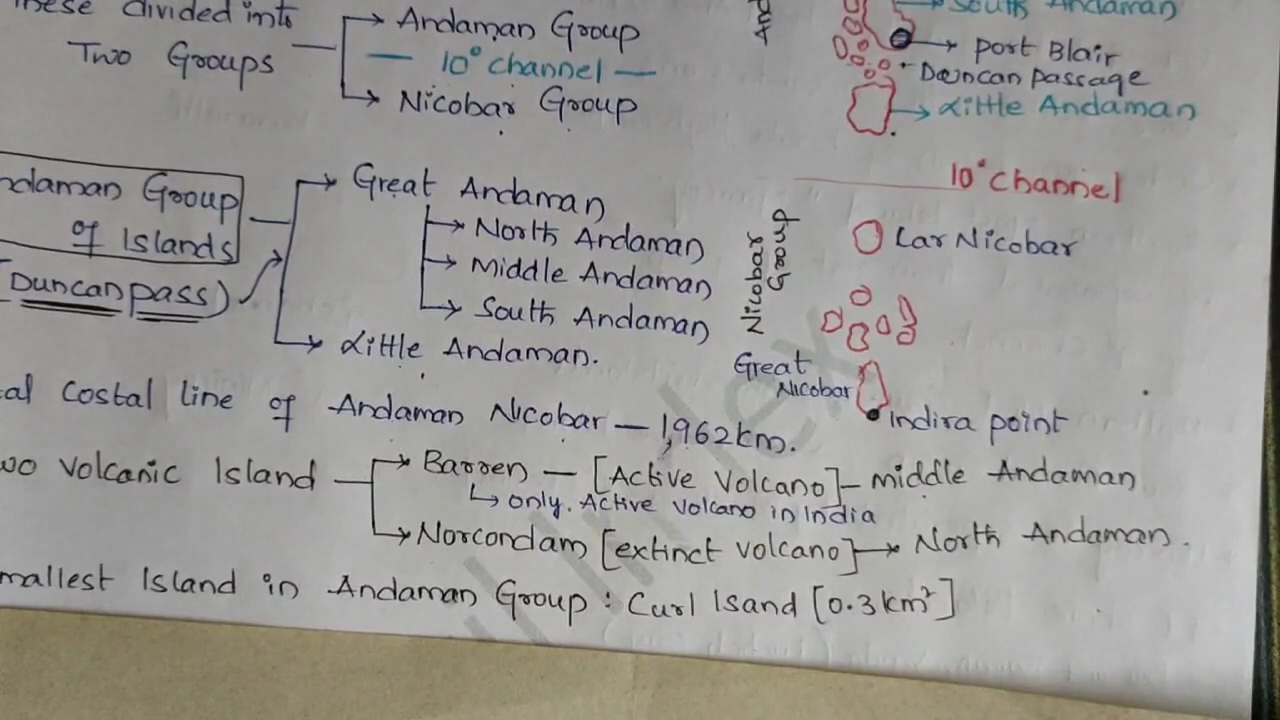 these divided into
Two Groups
Andaman Group
10° channel
Nicobar Group
South Andaman
Port Blair
Duncan passage
Little Andaman
10° channel
ndaman Group
of Islands
(Duncan pass)
Great Andaman
North Andaman
Middle Andaman
South Andaman
Little Andaman.
Nicobar
Group
Car Nicobar
Great
Nicobar
Indira point
al Costal line of Andaman Nicobar - 1,962km.
wo Volcanic Island
Barren - [Active Volcano] - middle Andaman
only. Active Volcano in India
Norcondam [extinct volcano] → North Andaman.
mallest Island in Andaman Group : Curl Isand [0.3km²]